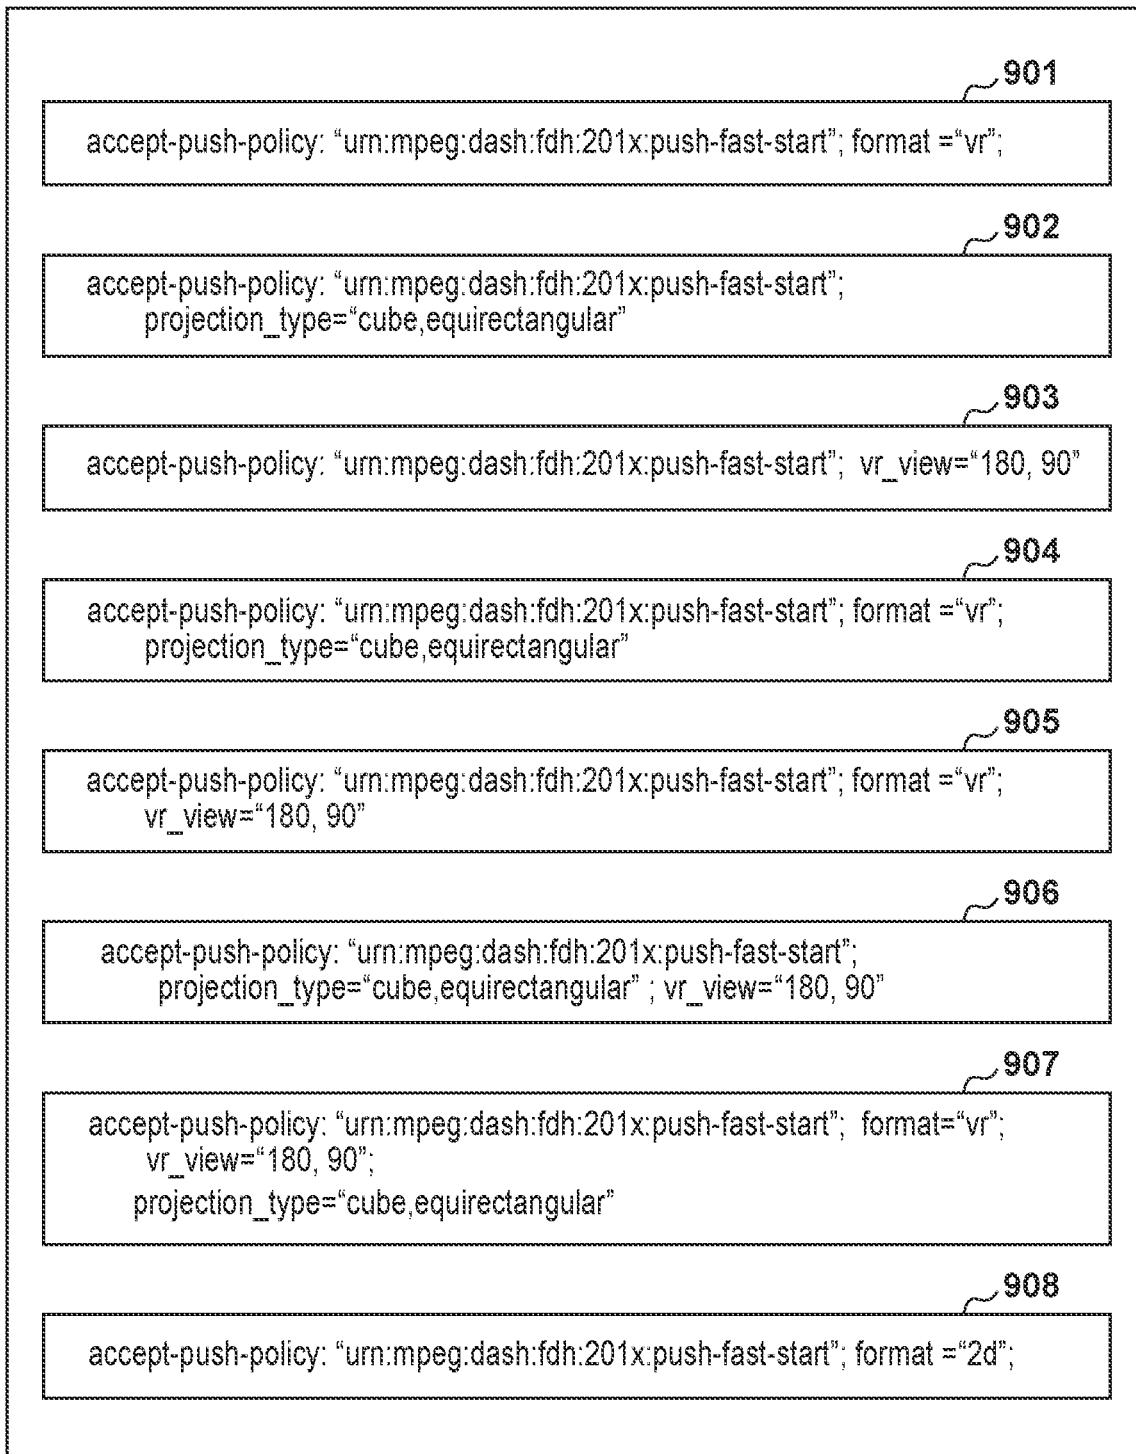 901
accept-push-policy: “urn:mpeg:dash:fdh:201x:push-fast-start”; format =“vr”;
902
accept-push-policy: “urn:mpeg:dash:fdh:201x:push-fast-start”;
projection_type=“cube,equirectangular”
903
accept-push-policy: “urn:mpeg:dash:fdh:201x:push-fast-start”; vr_view=“180, 90”
904
accept-push-policy: “urn:mpeg:dash:fdh:201x:push-fast-start”; format =“vr”;
projection_type=“cube,equirectangular”
905
accept-push-policy: “urn:mpeg:dash:fdh:201x:push-fast-start”; format =“vr”;
vr_view=“180, 90”
906
accept-push-policy: “urn:mpeg:dash:fdh:201x:push-fast-start”;
projection_type=“cube,equirectangular” ; vr_view=“180, 90”
907
accept-push-policy: “urn:mpeg:dash:fdh:201x:push-fast-start”; format=“vr”;
vr_view=“180, 90”;
projection_type=“cube,equirectangular”
908
accept-push-policy: “urn:mpeg:dash:fdh:201x:push-fast-start”; format =“2d”;